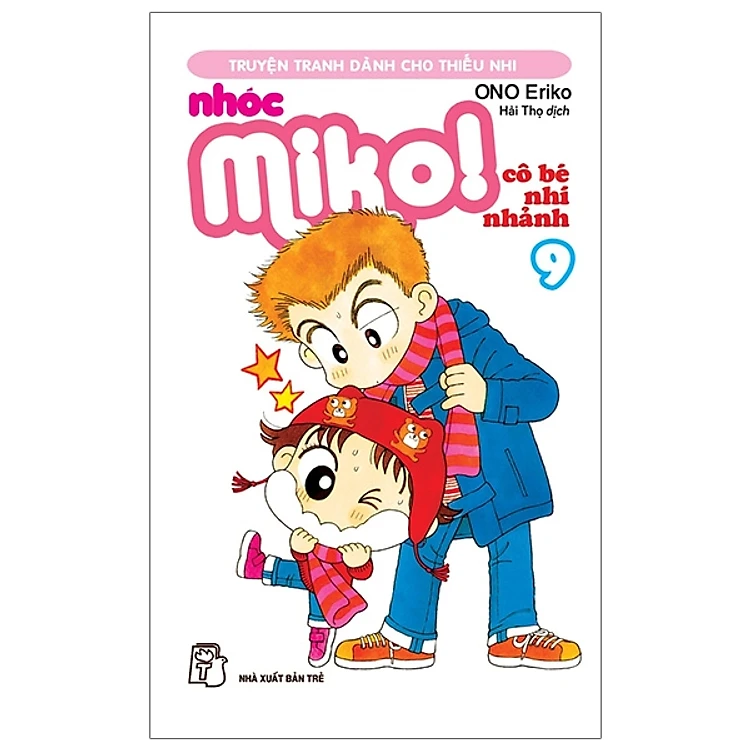 TRUYỆN TRANH DÀNH CHO THIẾU NHI
ONO Eriko
Hải Thọ dịch
nhóc
miko!
cô bé
nhí
nhảnh
9
T
NHÀ XUẤT BẢN TRẺ